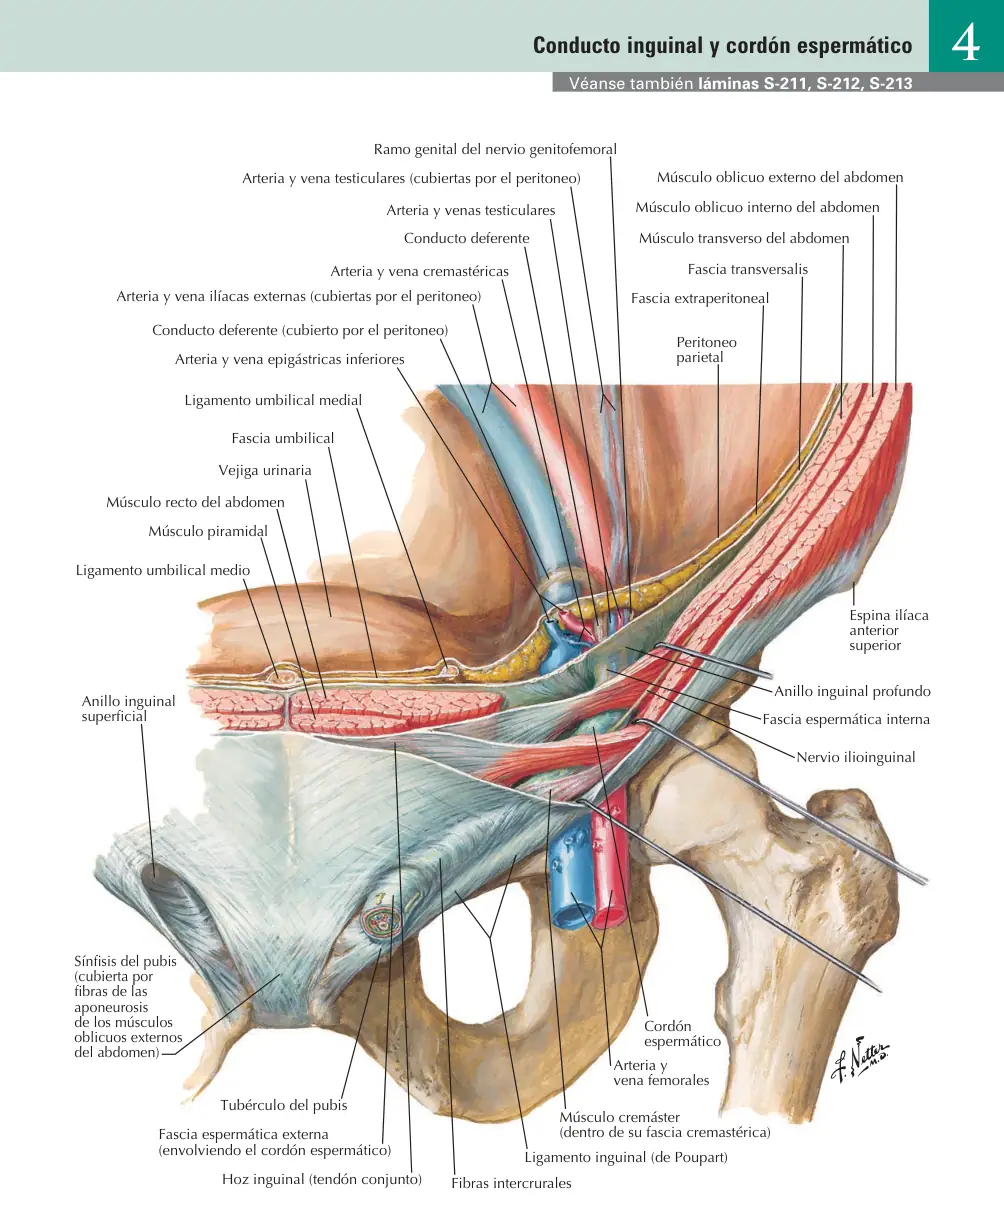 Conducto inguinal y cordón espermático
4
Véanse también láminas S-211, S-212, S-213
Ramo genital del nervio genitofemoral
Arteria y vena testiculares (cubiertas por el peritoneo)
Músculo oblicuo externo del abdomen
Arteria y venas testiculares
Músculo oblicuo interno del abdomen
Conducto deferente
Músculo transverso del abdomen
Arteria y vena cremastéricas
Fascia transversalis
Arteria y vena ilíacas externas (cubiertas por el peritoneo)
Fascia extraperitoneal
Conducto deferente (cubierto por el peritoneo)
Peritoneo
parietal
Arteria y vena epigástricas inferiores
Ligamento umbilical medial
Fascia umbilical
Vejiga urinaria
Músculo recto del abdomen
Músculo piramidal
Ligamento umbilical medio
Espina ilíaca
anterior
superior
Anillo inguinal
superficial
Anillo inguinal profundo
Fascia espermática interna
Nervio ilioinguinal
Sínfisis del pubis
(cubierta por
fibras de las
aponeurosis
de los músculos
oblicuos externos
del abdomen)
Cordón
espermático
Arteria y
vena femorales
F. Netter
M.D.
Tubérculo del pubis
Músculo cremáster
(dentro de su fascia cremastérica)
Fascia espermática externa
(envolviendo el cordón espermático)
Ligamento inguinal (de Poupart)
Hoz inguinal (tendón conjunto)
Fibras intercrurales